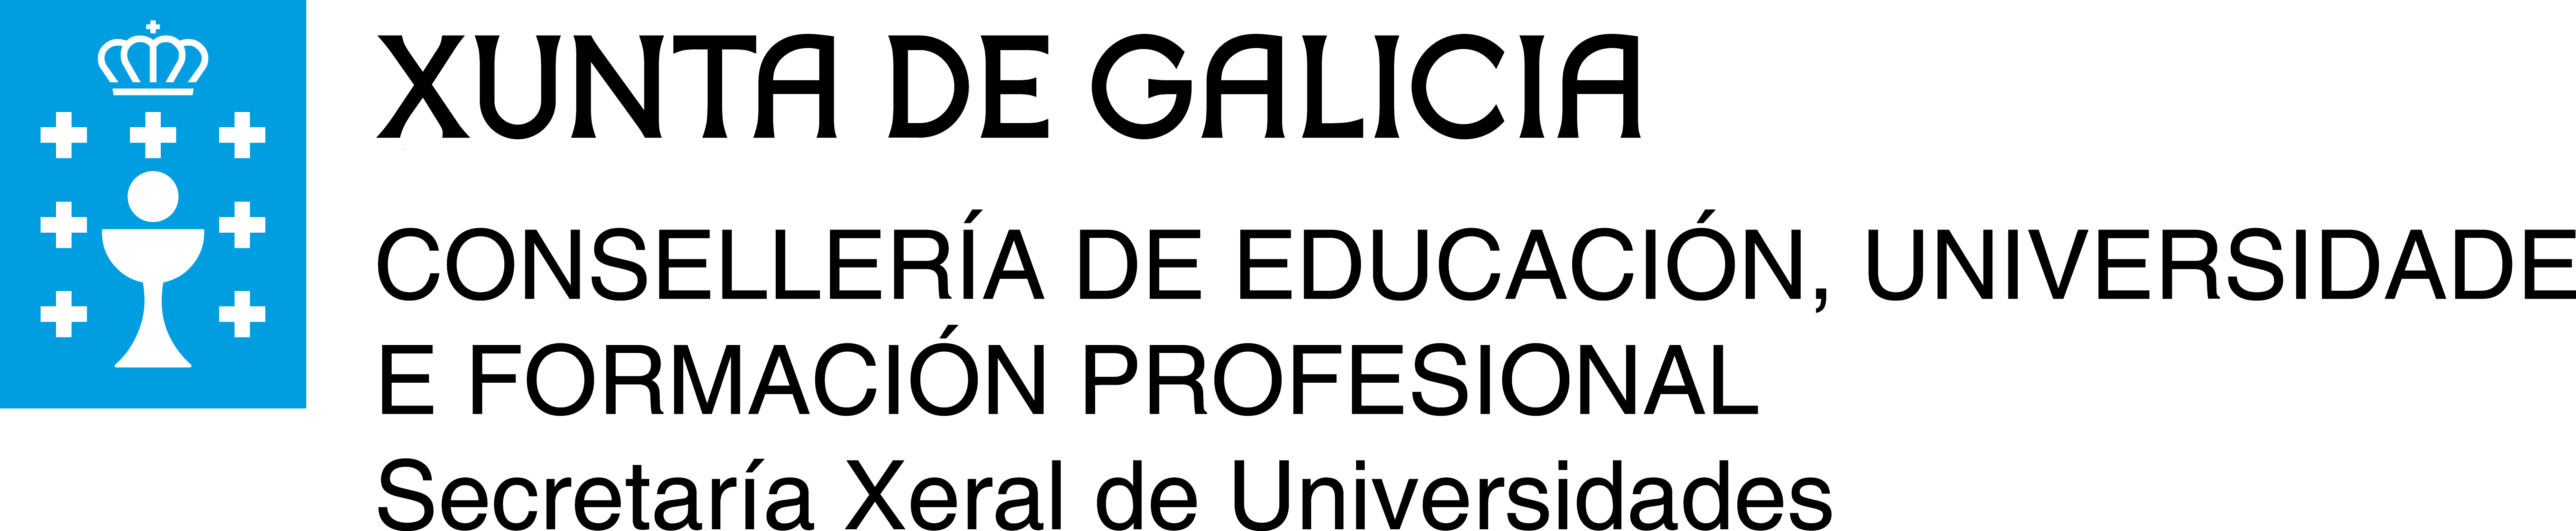 XUNTA DE GALICIA
CONSELLERÍA DE EDUCACIÓN, UNIVERSIDADE
E FORMACIÓN PROFESIONAL
Secretaría Xeral de Universidades